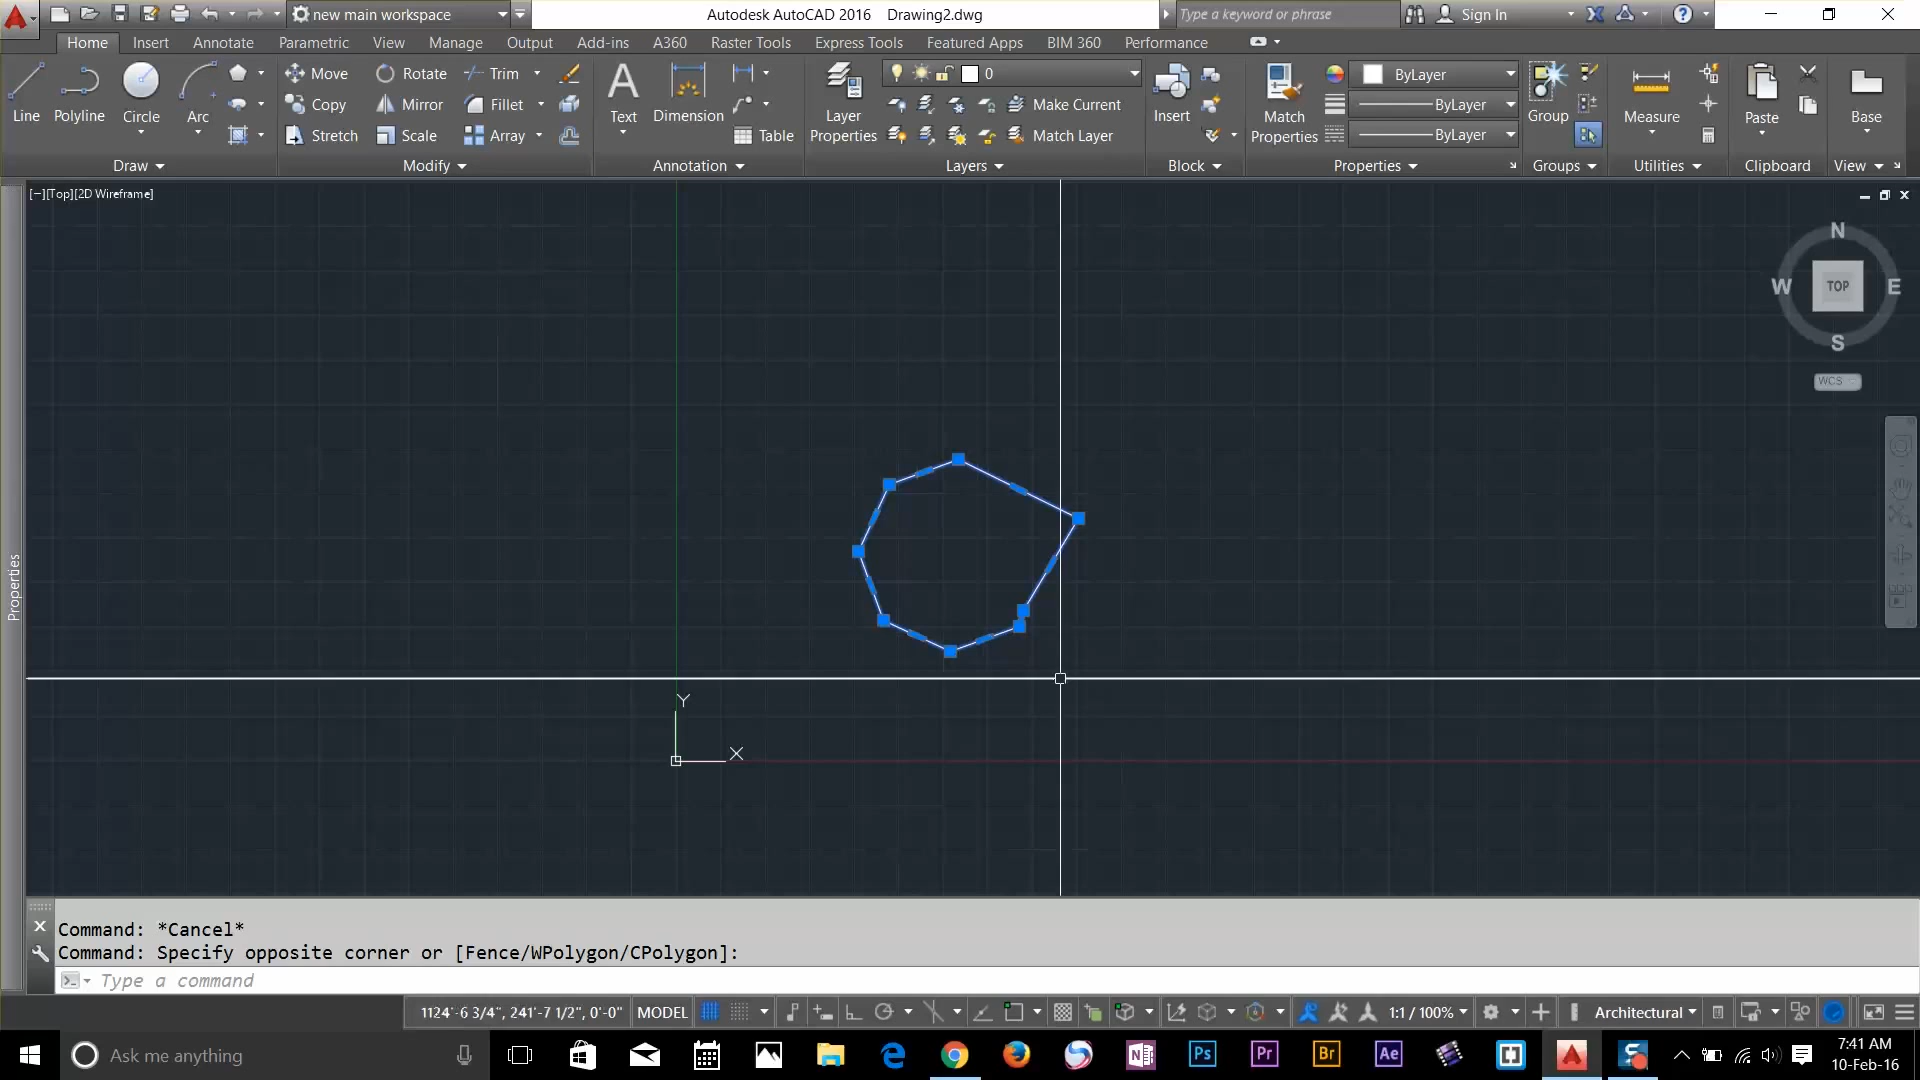 new main workspace
Autodesk AutoCAD 2016 Drawing2.dwg
Type a keyword or phrase
Sign In
Home Insert Annotate Parametric View Manage Output Add-ins A360 Raster Tools Express Tools Featured Apps BIM 360 Performance
Line Polyline Circle Arc
Move Rotate Trim
Copy Mirror Fillet
Stretch Scale Array
Text Dimension Table
Layer Properties
0
Make Current
Match Layer
Insert
Match Properties
ByLayer
ByLayer
ByLayer
Group Measure Paste Base
Draw Modify Annotation Layers Block Properties Groups Utilities Clipboard View
[−][Top][2D Wireframe]
N
W TOP E
S
WCS
Properties
Y
X
Command: *Cancel*
Command: Specify opposite corner or [Fence/WPolygon/CPolygon]:
Type a command
1124'-6 3/4", 241'-7 1/2", 0'-0" MODEL 1:1 / 100% Architectural
Ask me anything
N Ps Pr Br Ae
7:41 AM
10-Feb-16